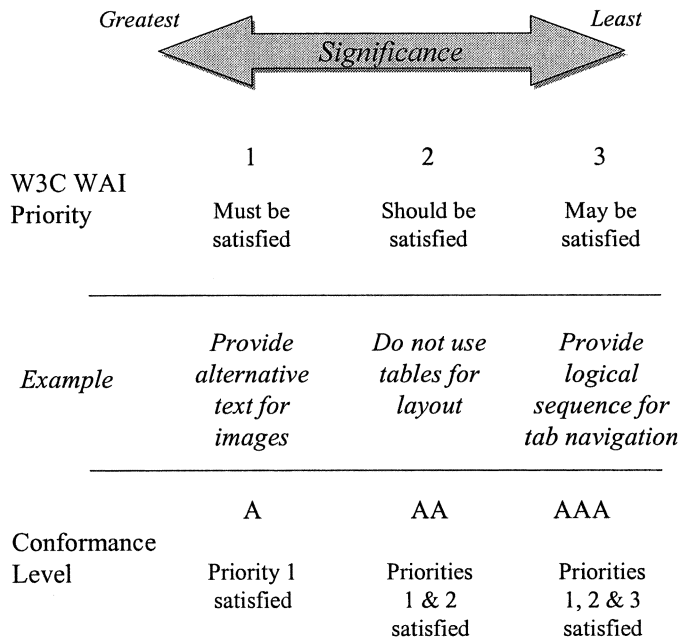 Greatest
Least
Significance
W3C WAI
Priority
1
Must be
satisfied
2
Should be
satisfied
3
May be
satisfied
Example
Provide
alternative
text for
images
Do not use
tables for
layout
Provide
logical
sequence for
tab navigation
Conformance
Level
A
Priority 1
satisfied
AA
Priorities
1 & 2
satisfied
AAA
Priorities
1, 2 & 3
satisfied